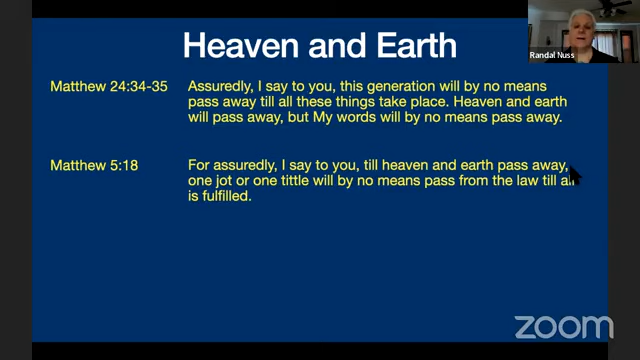 Heaven and Earth
Randal Nuss
Matthew 24:34-35
Assuredly, I say to you, this generation will by no means
pass away till all these things take place. Heaven and earth
will pass away, but My words will by no means pass away.
Matthew 5:18
For assuredly, I say to you, till heaven and earth pass away,
one jot or one tittle will by no means pass from the law till all
is fulfilled.
zoom